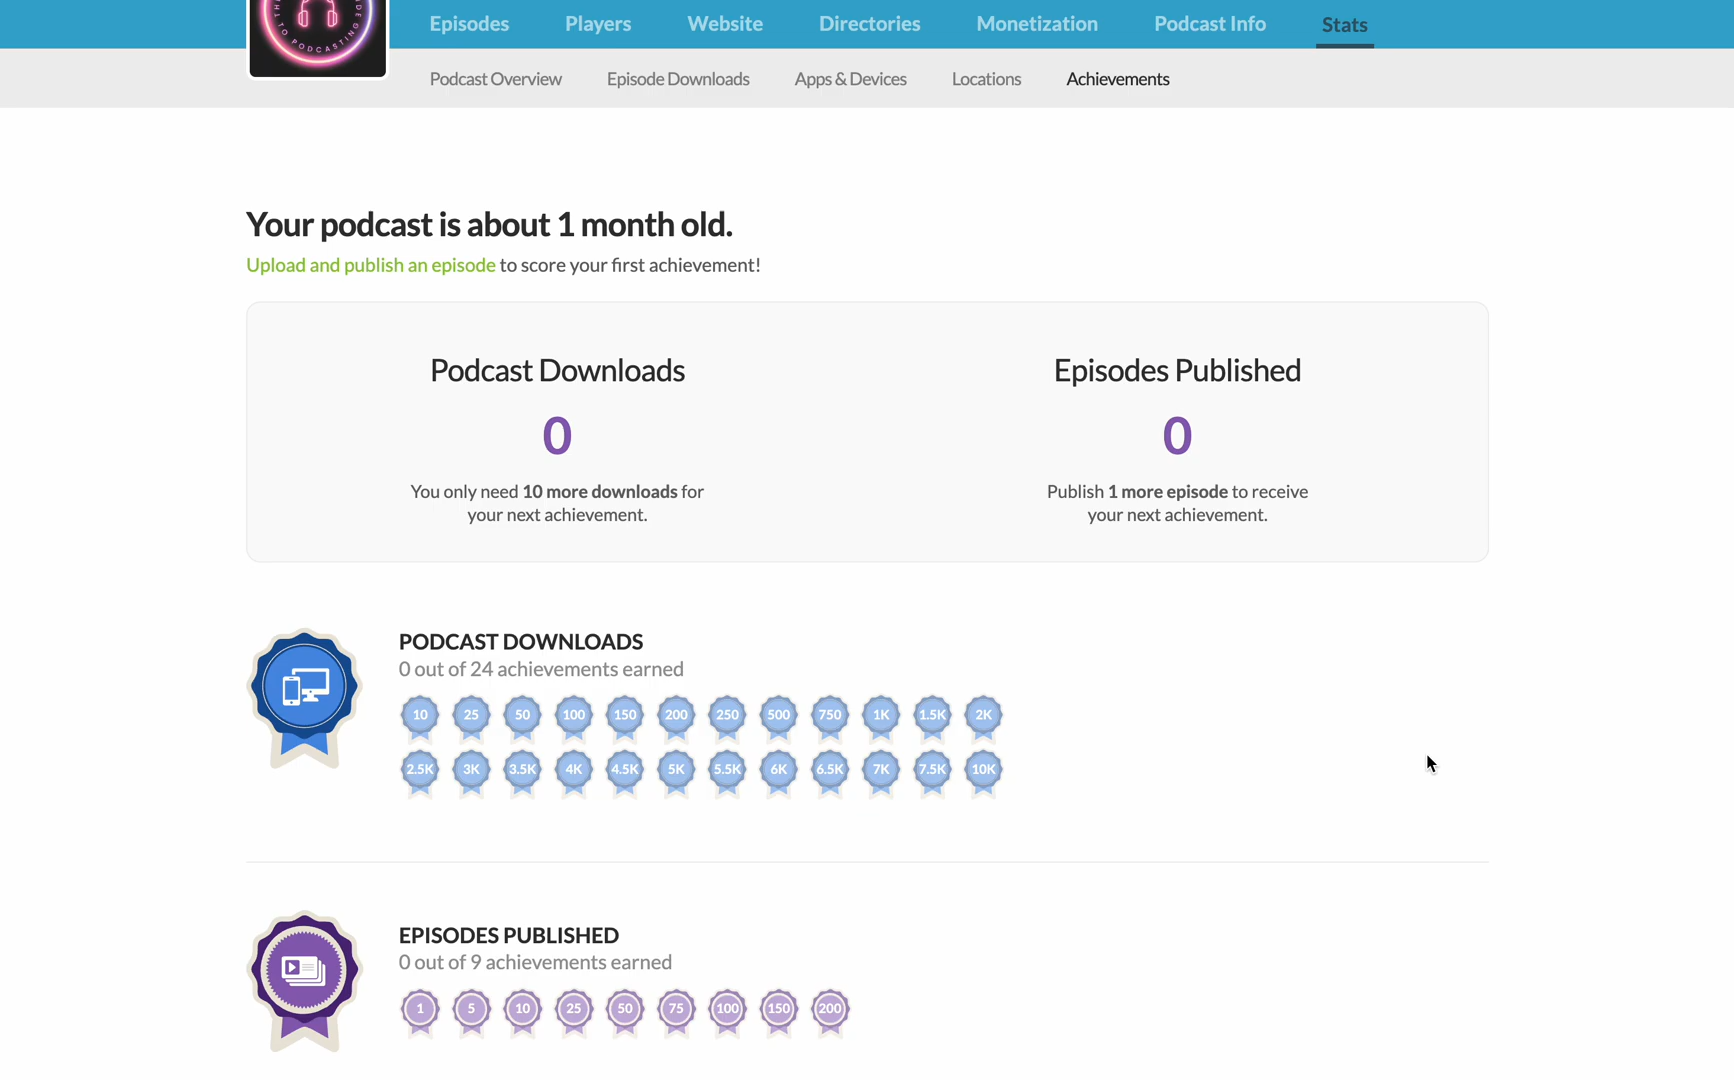 Episodes Players Website Directories Monetization Podcast Info Stats
TO PODCASTING
Podcast Overview Episode Downloads Apps & Devices Locations Achievements
Your podcast is about 1 month old.
Upload and publish an episode to score your first achievement!
Podcast Downloads
0
You only need 10 more downloads for
your next achievement.
Episodes Published
0
Publish 1 more episode to receive
your next achievement.
PODCAST DOWNLOADS
0 out of 24 achievements earned
10 25 50 100 150 200 250 500 750 1K 1.5K 2K
2.5K 3K 3.5K 4K 4.5K 5K 5.5K 6K 6.5K 7K 7.5K 10K
EPISODES PUBLISHED
0 out of 9 achievements earned
1 5 10 25 50 75 100 150 200